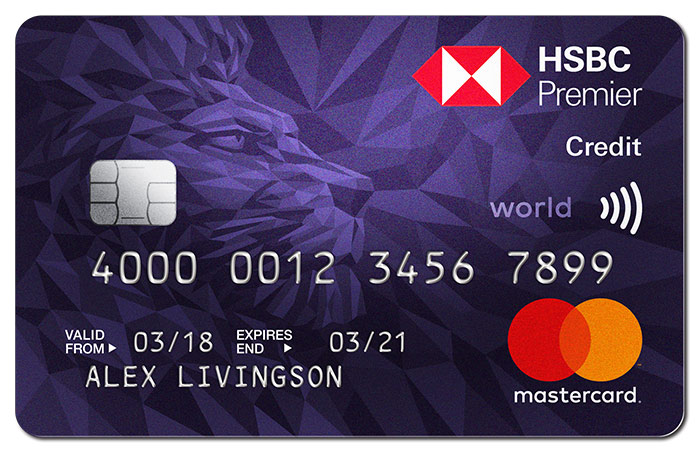 HSBC
Premier
Credit
world
4000 0012 3456 7899
VALID FROM 03/18 EXPIRES END 03/21
ALEX LIVINGSON
mastercard.